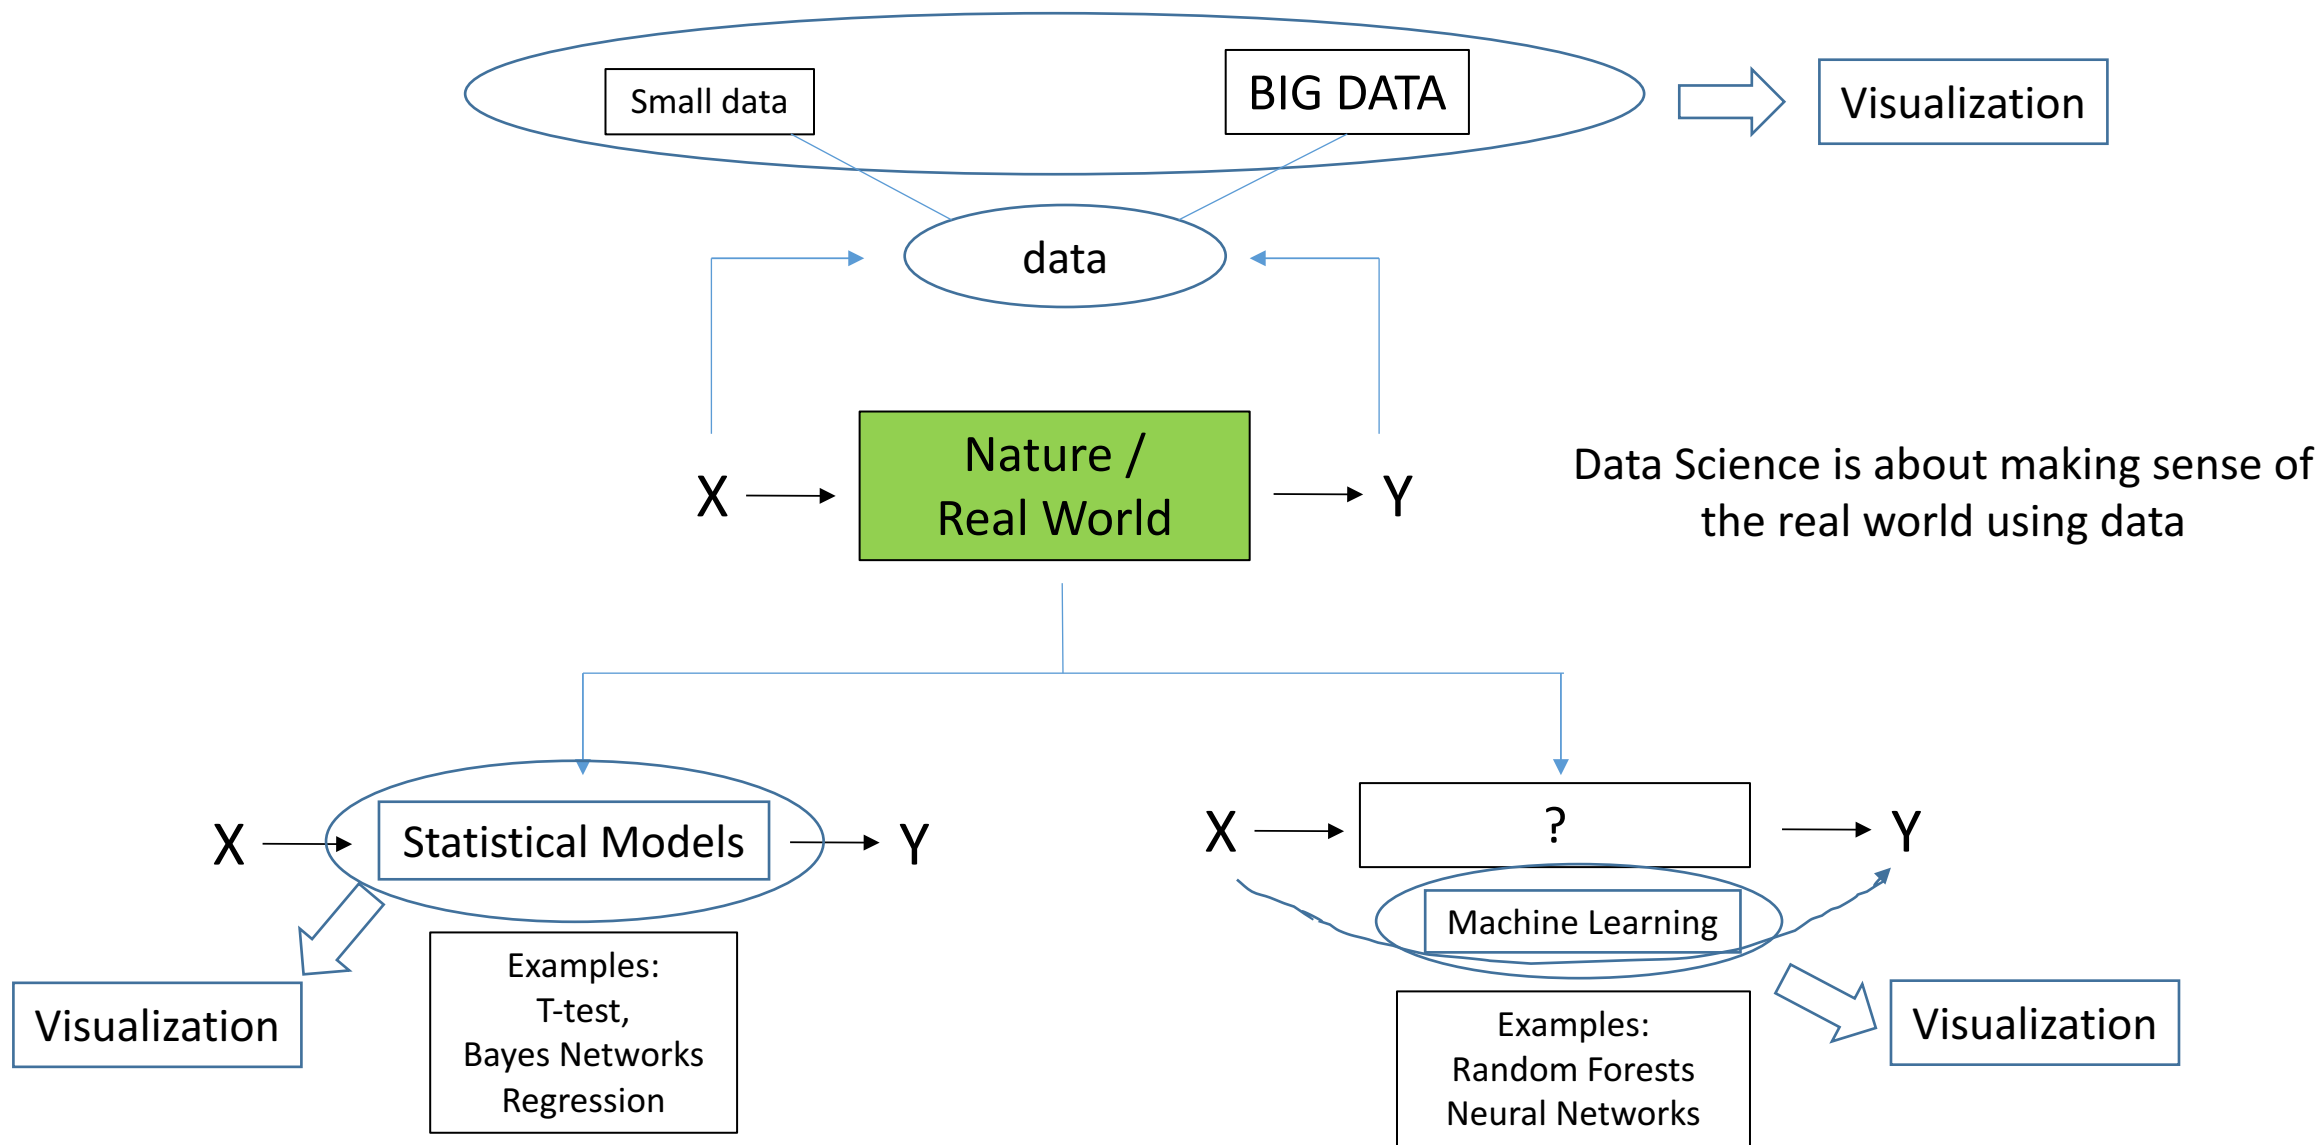 Small data
BIG DATA
Visualization
data
X
Nature /
Real World
Y
Data Science is about making sense of
the real world using data
X
Statistical Models
Y
X
?
Y
Machine Learning
Visualization
Examples:
T-test,
Bayes Networks
Regression
Examples:
Random Forests
Neural Networks
Visualization